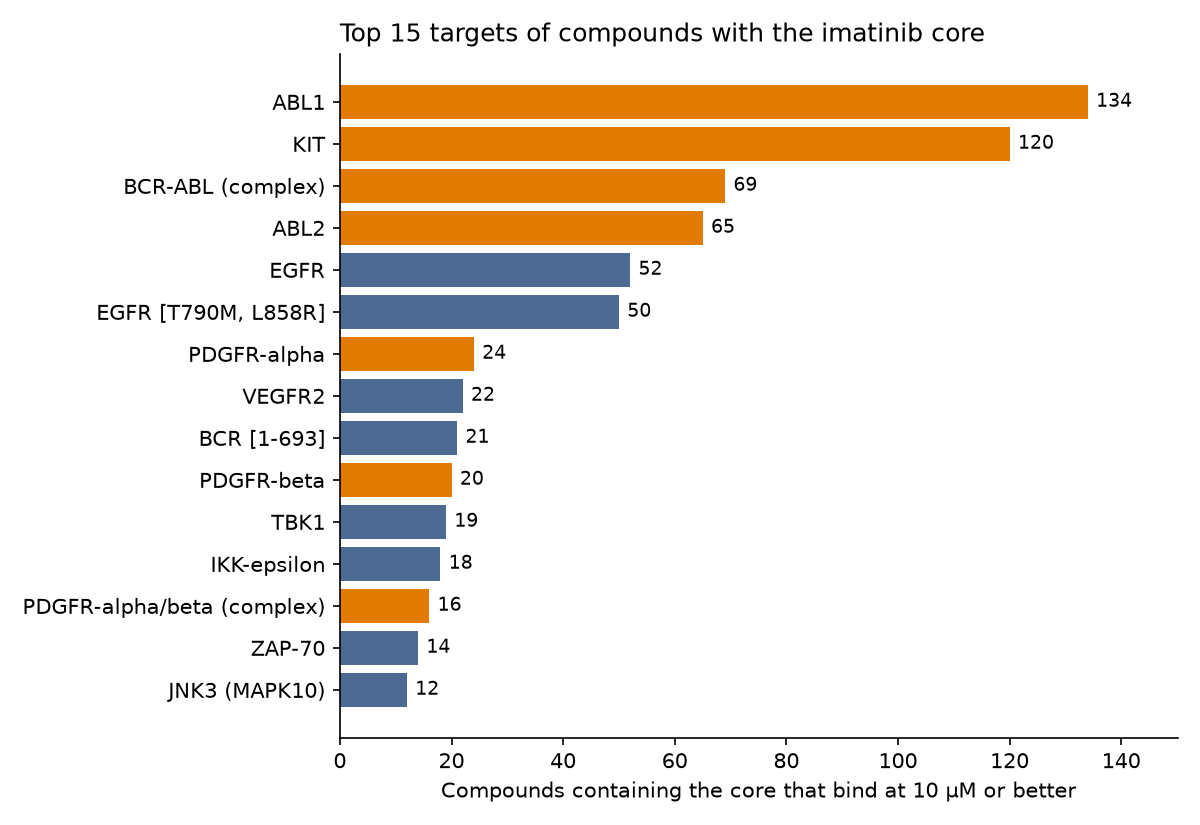 Top 15 targets of compounds with the imatinib core
ABL1 134
KIT 120
BCR-ABL (complex) 69
ABL2 65
EGFR 52
EGFR [T790M, L858R] 50
PDGFR-alpha 24
VEGFR2 22
BCR [1-693] 21
PDGFR-beta 20
TBK1 19
IKK-epsilon 18
PDGFR-alpha/beta (complex) 16
ZAP-70 14
JNK3 (MAPK10) 12
0 20 40 60 80 100 120 140
Compounds containing the core that bind at 10 µM or better